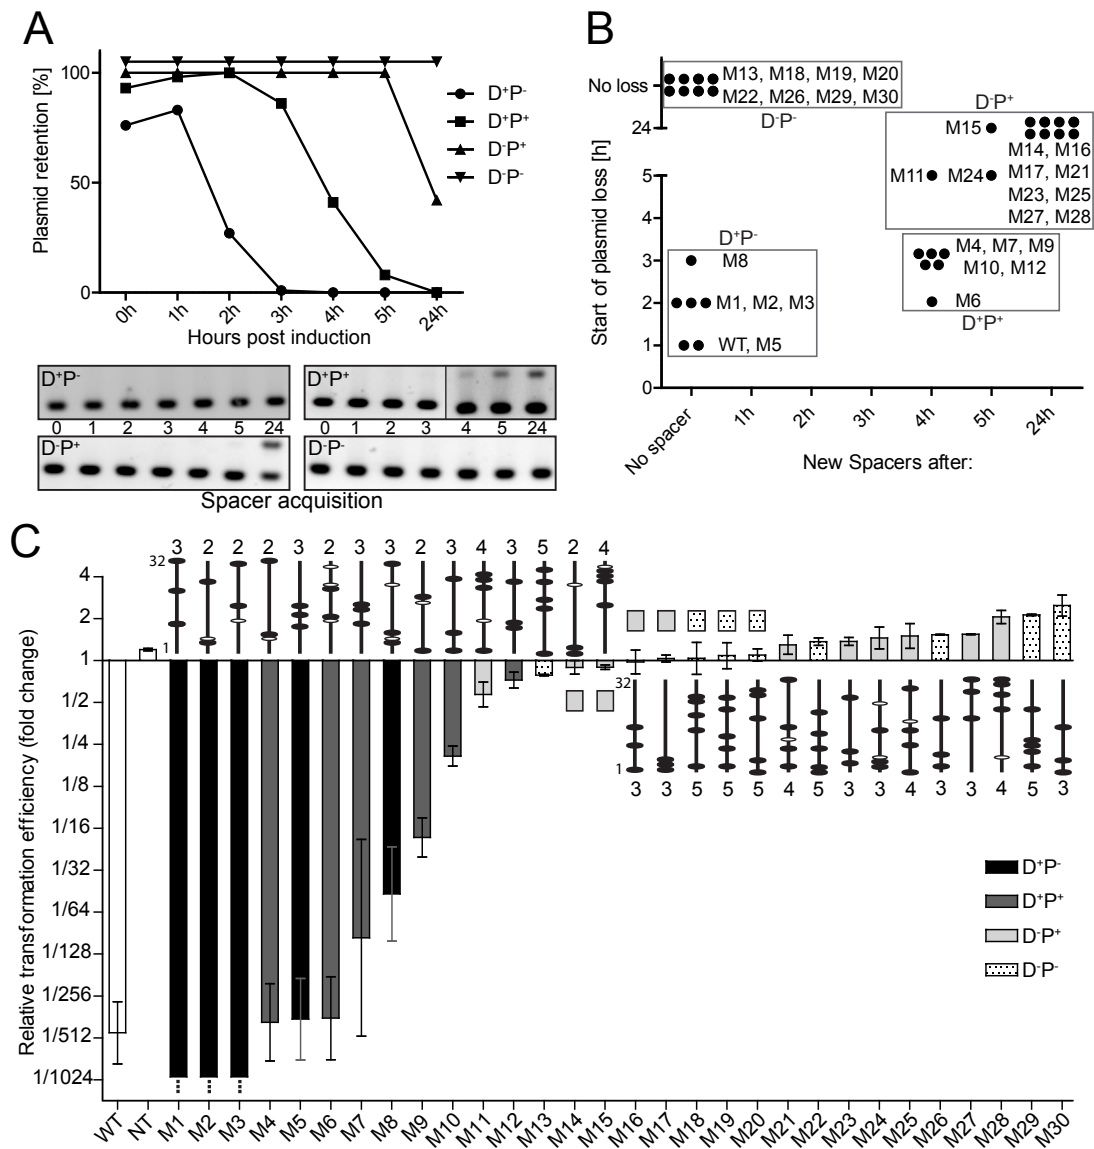 A
Plasmid retention [%]
100
50
0
0h 1h 2h 3h 4h 5h 24h
Hours post induction
D+P-
D+P+
D-P+
D-P-
D+P-
D+P+
0 1 2 3 4 5 24
0 1 2 3 4 5 24
D-P+
D-P-
Spacer acquisition
B
Start of plasmid loss [h]
No loss
24
5
4
3
2
1
0
M13, M18, M19, M20
M22, M26, M29, M30
D-P-
D-P+
M15
M14, M16
M11
M24
M17, M21
M23, M25
M27, M28
D+P-
M8
M1, M2, M3
WT, M5
M4, M7, M9
M10, M12
M6
D+P+
No spacer 1h 2h 3h 4h 5h 24h
New Spacers after:
C
Relative transformation efficiency (fold change)
3 2 2 2 3 2 3 3 2 3 4 3 5 2 4
32
1
4
2
1
1/2
1/4
1/8
1/16
1/32
1/64
1/128
1/256
1/512
1/1024
32
1
3 3 5 5 5 4 5 3 3 4 3 3 4 5 3
D+P-
D+P+
D-P+
D-P-
WT NT M1 M2 M3 M4 M5 M6 M7 M8 M9 M10 M11 M12 M13 M14 M15 M16 M17 M18 M19 M20 M21 M22 M23 M24 M25 M26 M27 M28 M29 M30